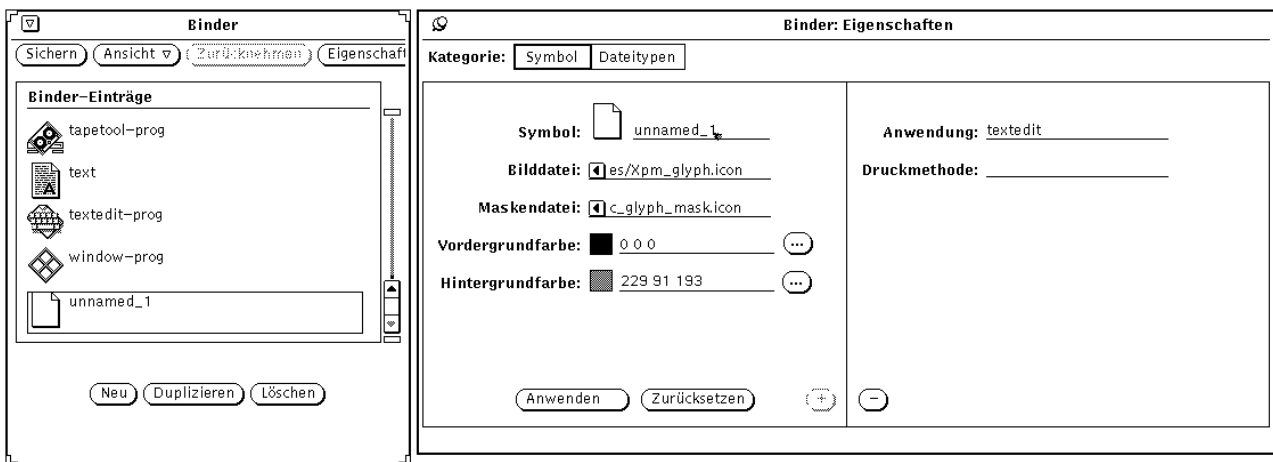 Binder
Sichern Ansicht Zurücknehmen Eigenschaft
Binder-Einträge
tapetool-prog
text
textedit-prog
window-prog
unnamed_1
Neu Duplizieren Löschen
Binder: Eigenschaften
Kategorie: Symbol Dateitypen
Symbol: unnamed_1
Bilddatei: es/Xpm_glyph.icon
Maskendatei: c_glyph_mask.icon
Vordergrundfarbe: 0 0 0 ...
Hintergrundfarbe: 229 91 193 ...
Anwenden Zurücksetzen +
Anwendung: textedit
Druckmethode:
−